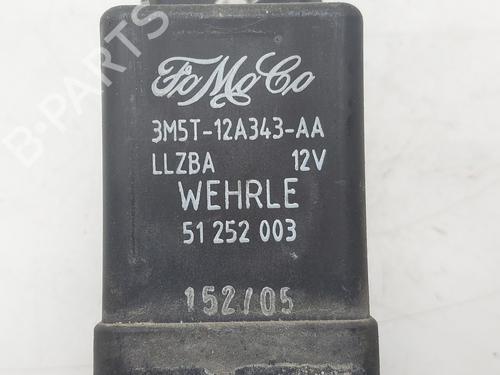 FoMoCo
3M5T-12A343-AA
LLZBA 12V
WEHRLE
51 252 003
152/05
B-PARTS